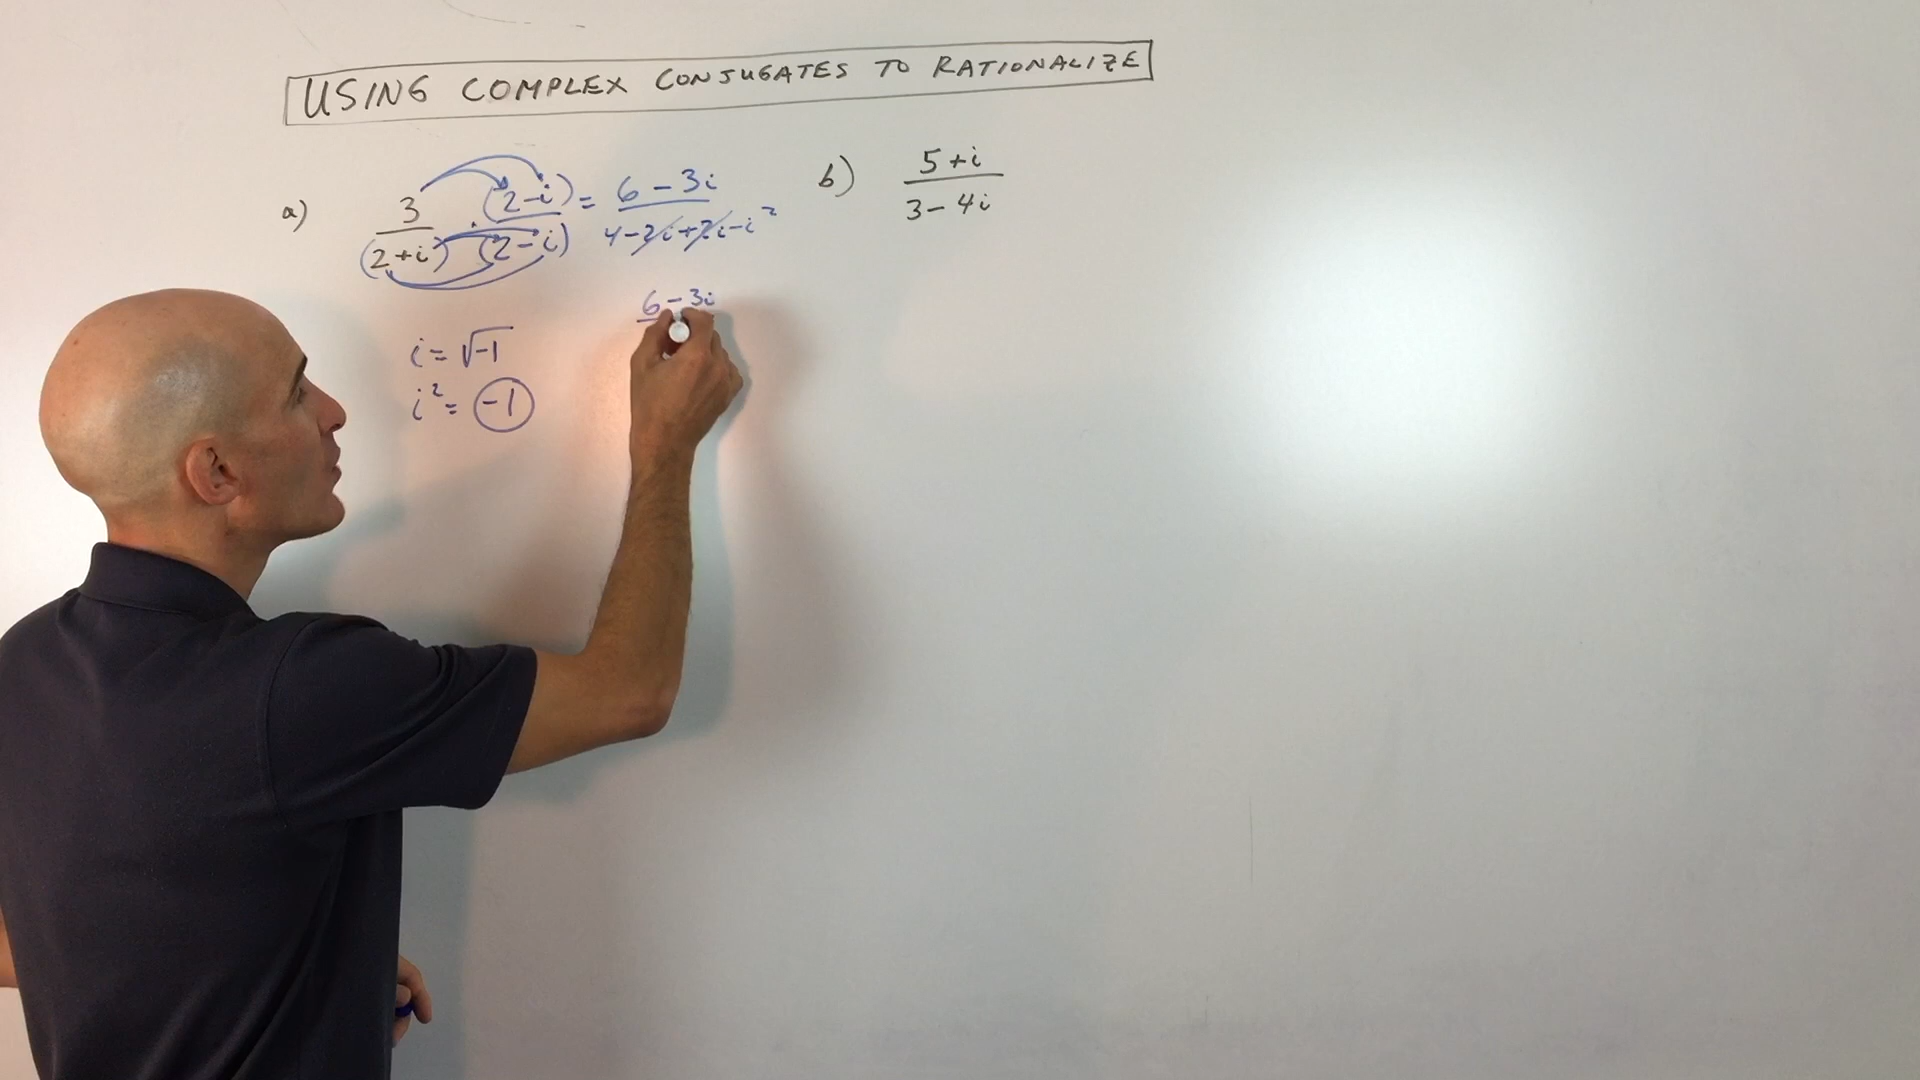 USING COMPLEX CONJUGATES TO RATIONALIZE
a) 3/(2+i) · (2-i)/(2-i) = (6-3i)/(4-2i+2i-i²)
b) (5+i)/(3-4i)
6-3i
i=√-1
i²=-1